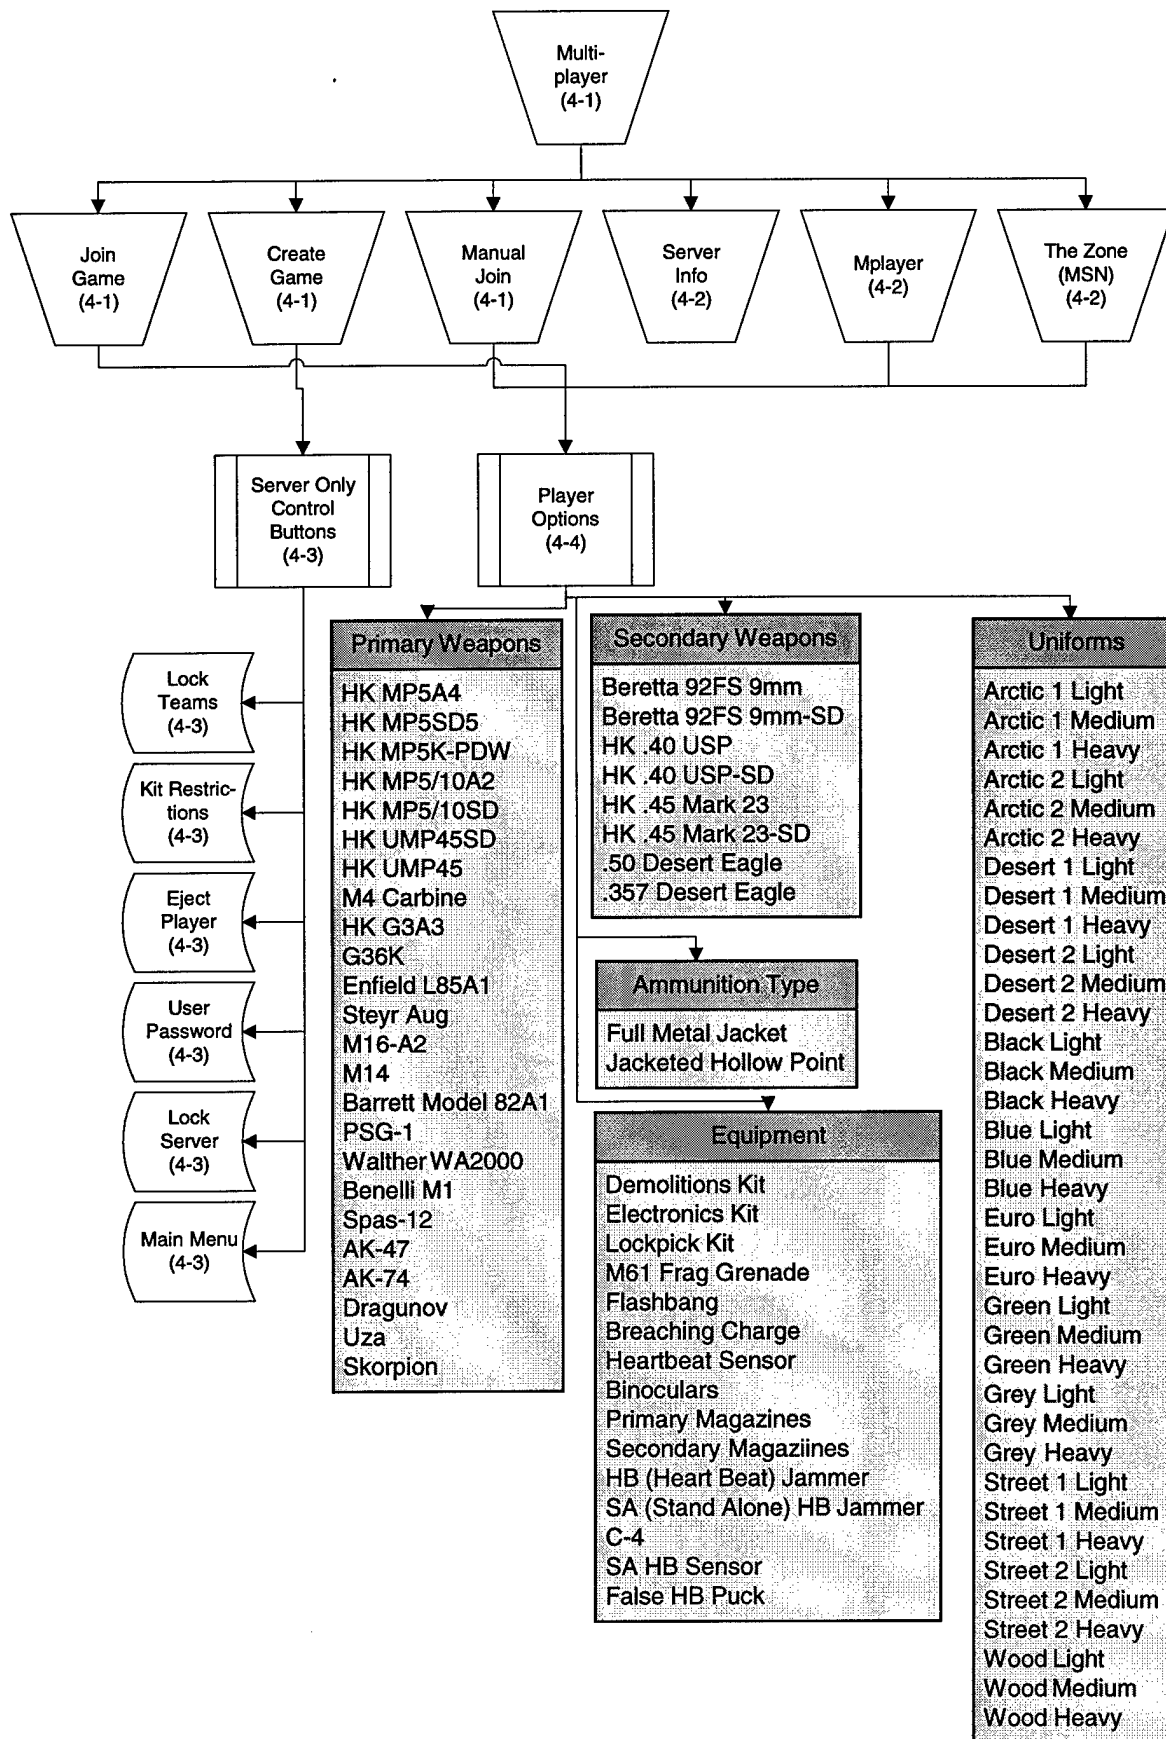 Multi-
player
(4-1)
Join
Game
(4-1)
Create
Game
(4-1)
Manual
Join
(4-1)
Server
Info
(4-2)
Mplayer
(4-2)
The Zone
(MSN)
(4-2)
Server Only
Control
Buttons
(4-3)
Player
Options
(4-4)
Lock
Teams
(4-3)
Kit Restric-
tions
(4-3)
Eject
Player
(4-3)
User
Password
(4-3)
Lock
Server
(4-3)
Main Menu
(4-3)
Primary Weapons
HK MP5A4
HK MP5SD5
HK MP5K-PDW
HK MP5/10A2
HK MP5/10SD
HK UMP45SD
HK UMP45
M4 Carbine
HK G3A3
G36K
Enfield L85A1
Steyr Aug
M16-A2
M14
Barrett Model 82A1
PSG-1
Walther WA2000
Benelli M1
Spas-12
AK-47
AK-74
Dragunov
Uza
Skorpion
Secondary Weapons
Beretta 92FS 9mm
Beretta 92FS 9mm-SD
HK .40 USP
HK .40 USP-SD
HK .45 Mark 23
HK .45 Mark 23-SD
.50 Desert Eagle
.357 Desert Eagle
Ammunition Type
Full Metal Jacket
Jacketed Hollow Point
Equipment
Demolitions Kit
Electronics Kit
Lockpick Kit
M61 Frag Grenade
Flashbang
Breaching Charge
Heartbeat Sensor
Binoculars
Primary Magazines
Secondary Magaziines
HB (Heart Beat) Jammer
SA (Stand Alone) HB Jammer
C-4
SA HB Sensor
False HB Puck
Uniforms
Arctic 1 Light
Arctic 1 Medium
Arctic 1 Heavy
Arctic 2 Light
Arctic 2 Medium
Arctic 2 Heavy
Desert 1 Light
Desert 1 Medium
Desert 1 Heavy
Desert 2 Light
Desert 2 Medium
Desert 2 Heavy
Black Light
Black Medium
Black Heavy
Blue Light
Blue Medium
Blue Heavy
Euro Light
Euro Medium
Euro Heavy
Green Light
Green Medium
Green Heavy
Grey Light
Grey Medium
Grey Heavy
Street 1 Light
Street 1 Medium
Street 1 Heavy
Street 2 Light
Street 2 Medium
Street 2 Heavy
Wood Light
Wood Medium
Wood Heavy